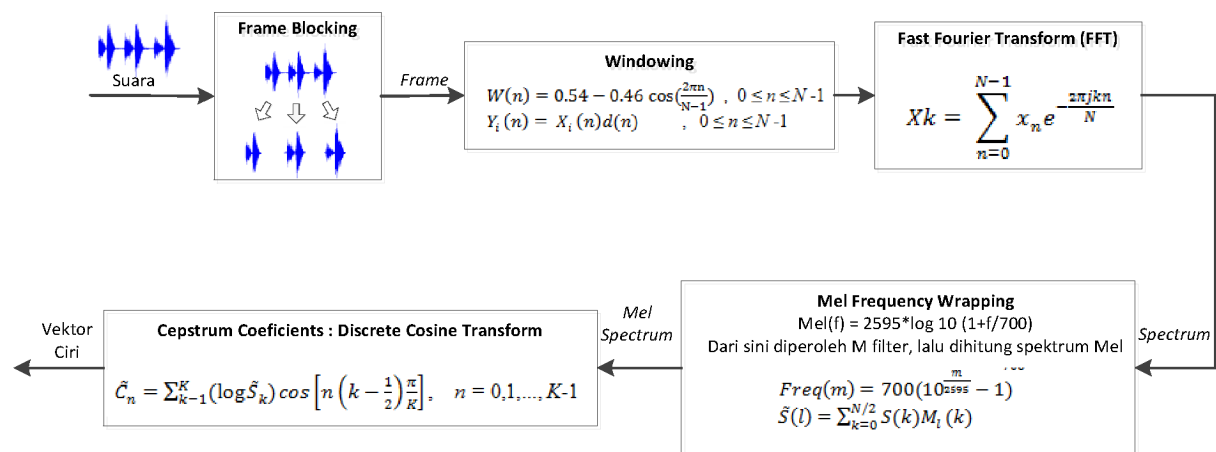 Suara
Frame Blocking
Frame
Windowing
W(n) = 0.54 − 0.46 cos(2πn/N−1) , 0 ≤ n ≤ N -1
Y_i (n) = X_i (n)d(n) , 0 ≤ n ≤ N -1
Fast Fourier Transform (FFT)
Xk = ∑_{n=0}^{N−1} x_n e^{−2πjkn/N}
Spectrum
Mel Frequency Wrapping
Mel(f) = 2595*log 10 (1+f/700)
Dari sini diperoleh M filter, lalu dihitung spektrum Mel
Freq(m) = 700(10^{m/2595} − 1)
S̃(l) = ∑_{k=0}^{N/2} S(k)M_l (k)
Mel
Spectrum
Cepstrum Coeficients : Discrete Cosine Transform
C̃_n = ∑_{k−1}^{K} (log S̃_k) cos [n (k − 1/2) π/K], n = 0,1,..., K-1
Vektor
Ciri